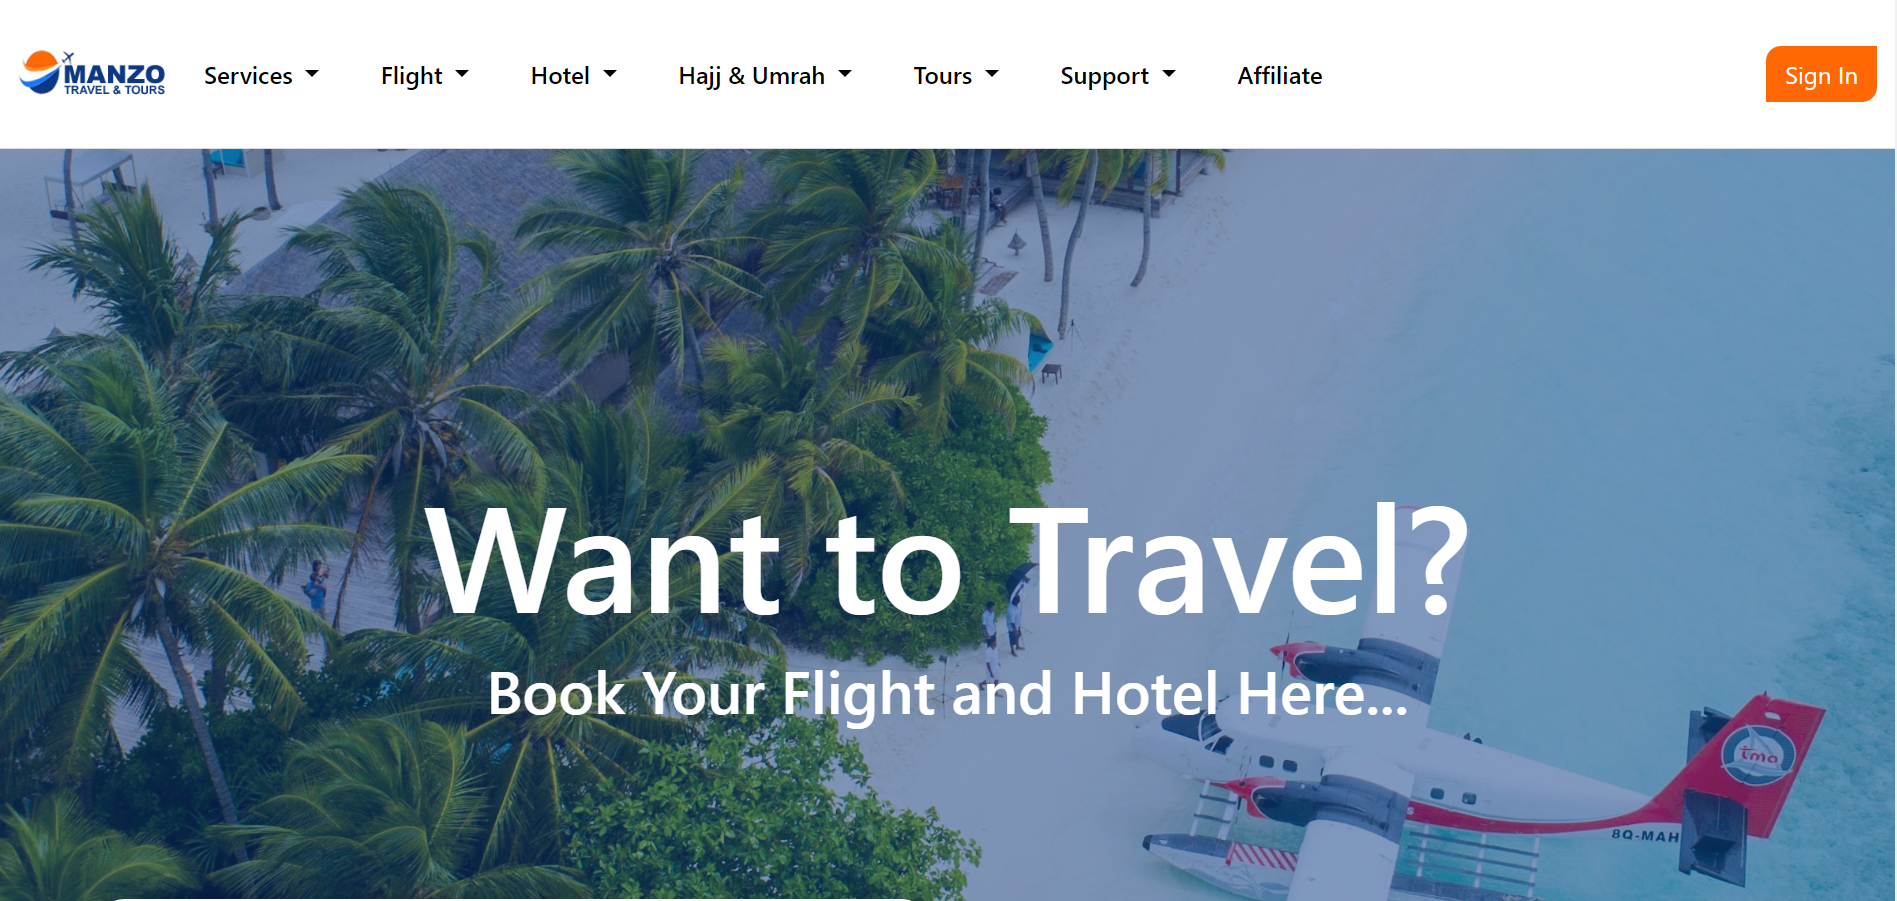 MANZO
TRAVEL & TOURS
Services
Flight
Hotel
Hajj & Umrah
Tours
Support
Affiliate
Sign In
Want to Travel?
Book Your Flight and Hotel Here...
tma
8Q-MAH